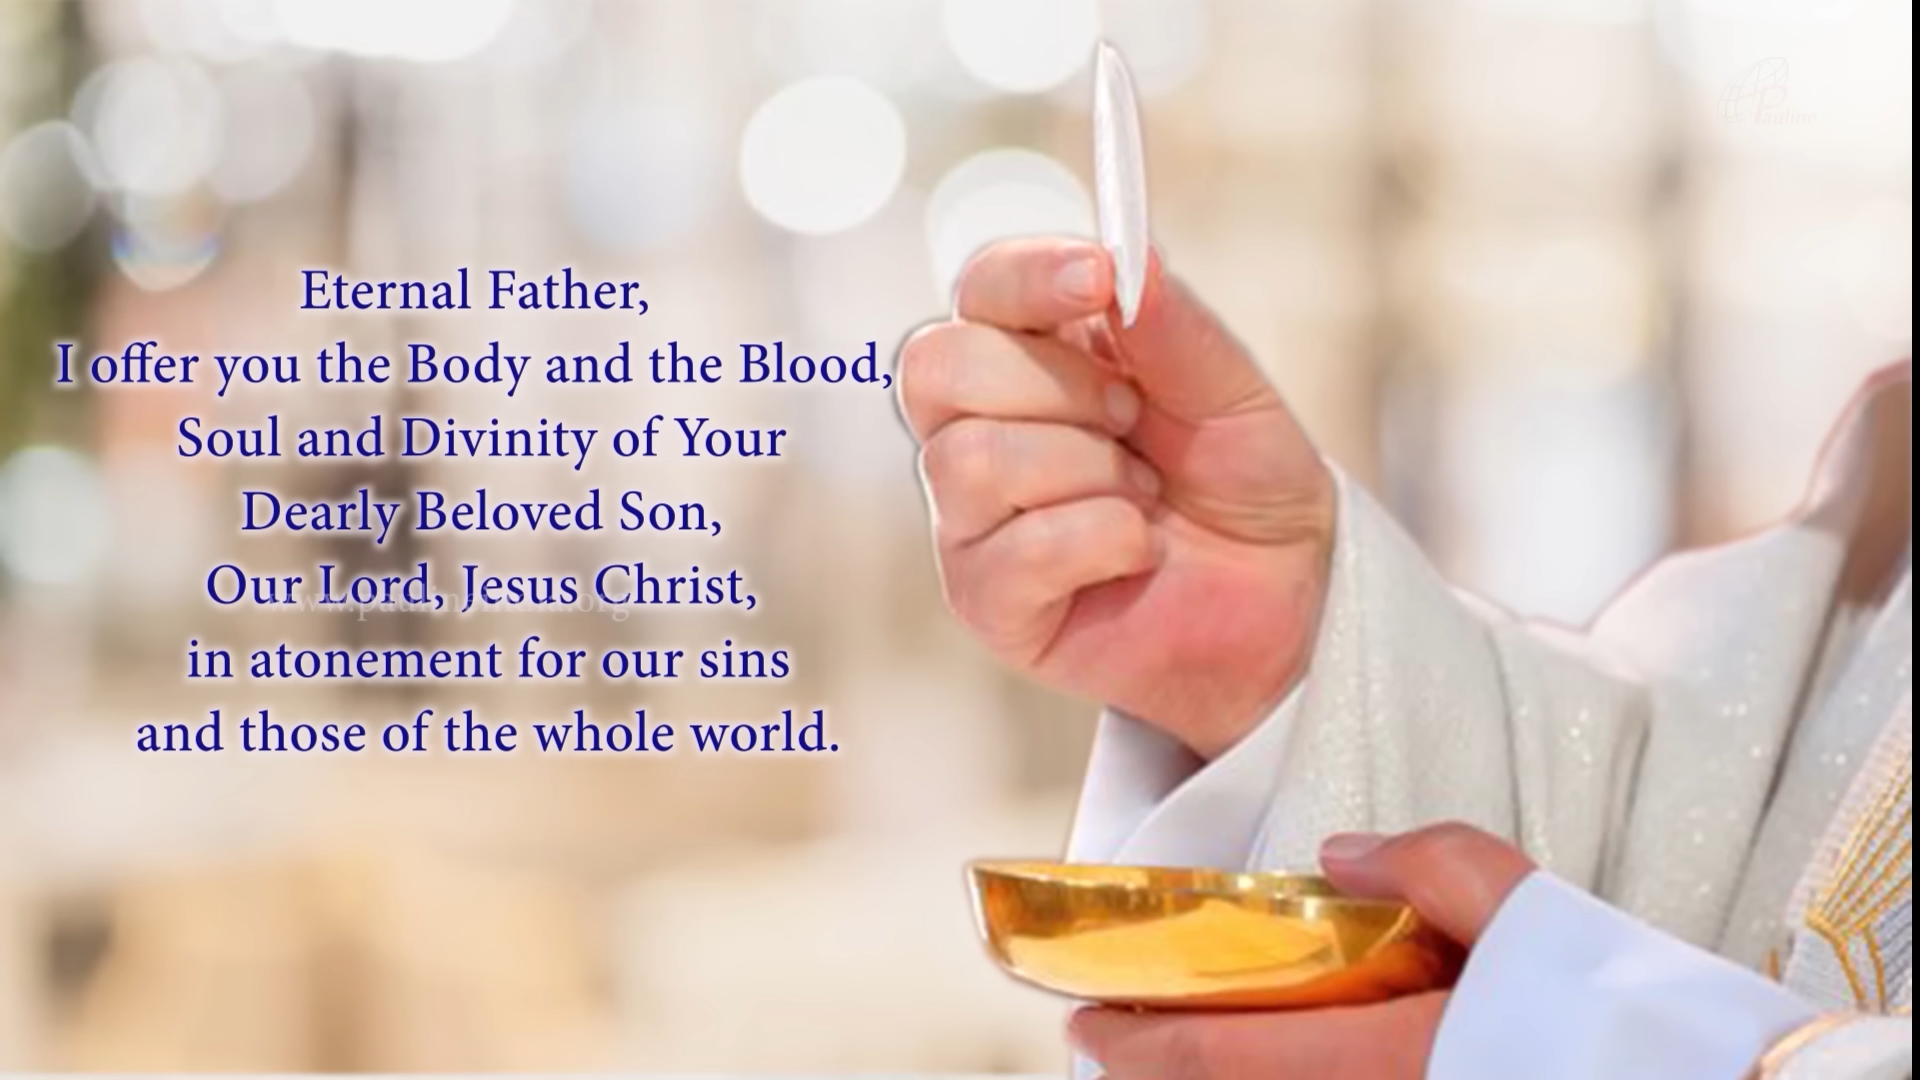 Eternal Father,
I offer you the Body and the Blood,
Soul and Divinity of Your
Dearly Beloved Son,
Our Lord, Jesus Christ,
in atonement for our sins
and those of the whole world.
Pauline